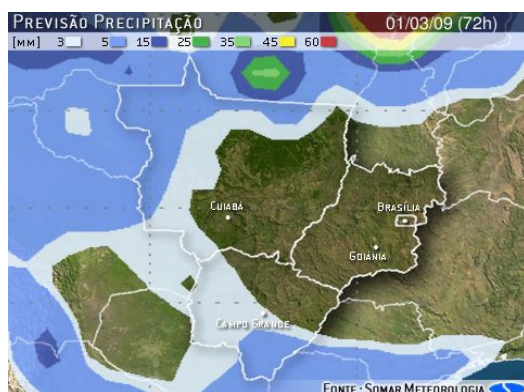 Previsão Precipitação 01/03/09 (72h)
[mm] 3 5 15 25 35 45 60
Cuiabá
Brasília
Goiânia
Campo Grande
Fonte: Somar Meteorologia